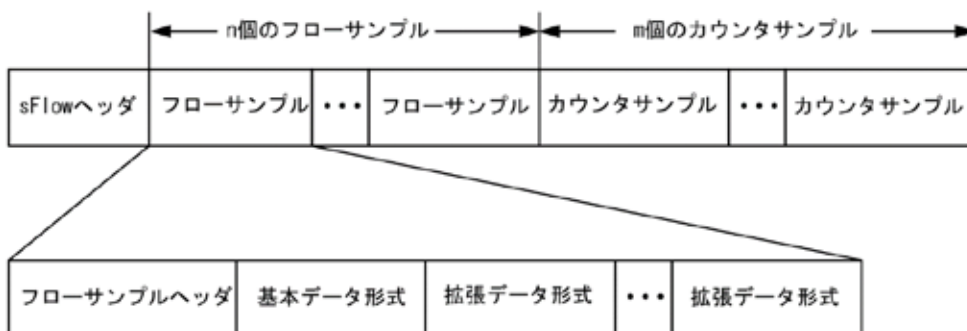 n個のフローサンプル m個のカウンタサンプル
sFlowヘッダ フローサンプル ・・・ フローサンプル カウンタサンプル ・・・ カウンタサンプル
フローサンプルヘッダ 基本データ形式 拡張データ形式 ・・・ 拡張データ形式